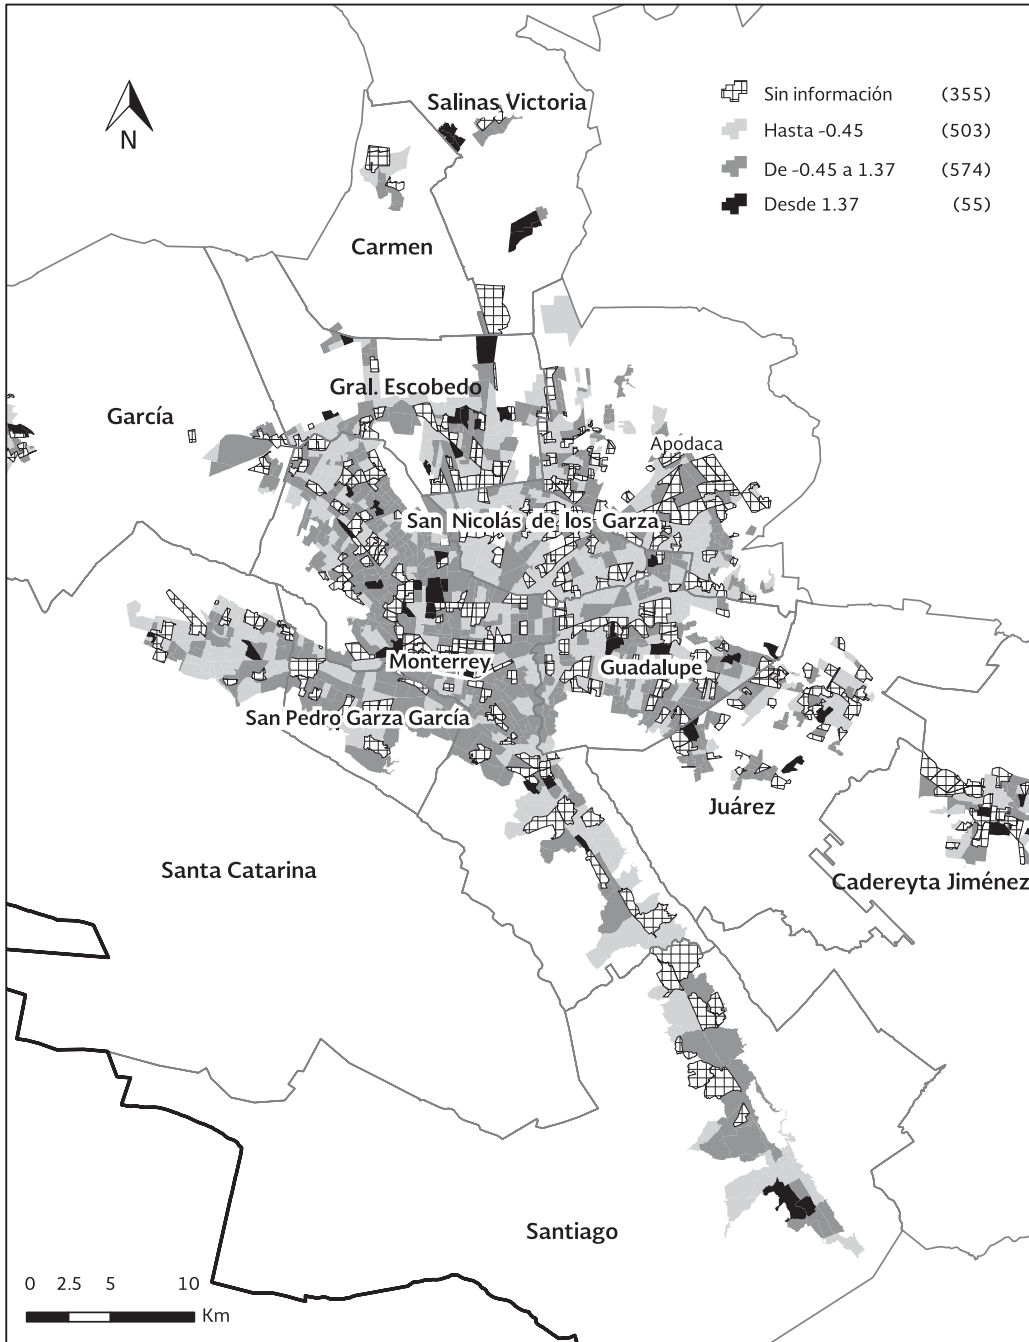 Salinas Victoria
Sin información (355)
Hasta -0.45 (503)
De -0.45 a 1.37 (574)
Desde 1.37 (55)
N
Carmen
Gral. Escobedo
García
Apodaca
San Nicolás de los Garza
Monterrey
Guadalupe
San Pedro Garza García
Juárez
Santa Catarina
Cadereyta Jiménez
Santiago
0 2.5 5 10
Km